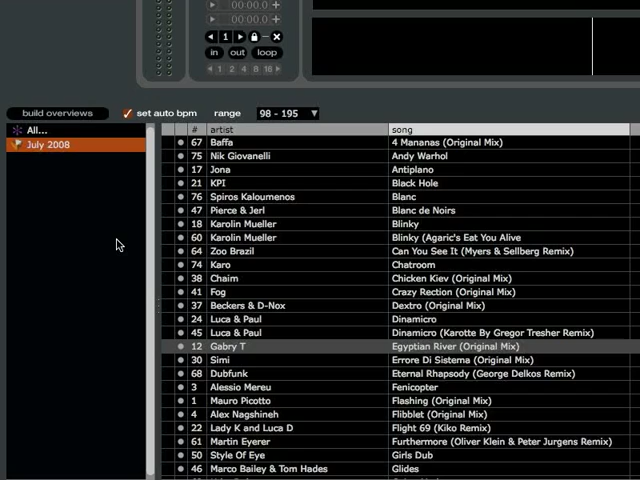 00:00.0 +
00:00.0 +
1
in out loop
1 2 4 8 16
build overviews set auto bpm range 98 - 195
All...
July 2008
# artist song
67 Baffa 4 Mananas (Original Mix)
75 Nik Giovanelli Andy Warhol
17 Jona Antiplano
21 KPI Black Hole
76 Spiros Kaloumenos Blanc
47 Pierce & Jerl Blanc de Noirs
18 Karolin Mueller Blinky
60 Karolin Mueller Blinky (Agaric's Eat You Alive
64 Zoo Brazil Can You See It (Myers & Sellberg Remix)
74 Karo Chatroom
38 Chaim Chicken Kiev (Original Mix)
41 Fog Crazy Rection (Original Mix)
37 Beckers & D-Nox Dextro (Original Mix)
24 Luca & Paul Dinamicro
45 Luca & Paul Dinamicro (Karotte By Gregor Tresher Remix)
12 Gabry T Egyptian River (Original Mix)
30 Simi Errore Di Sistema (Original Mix)
68 Dubfunk Eternal Rhapsody (George Delkos Remix)
3 Alessio Mereu Fenicopter
1 Mauro Picotto Flashing (Original Mix)
4 Alex Nagshineh Flibblet (Original Mix)
22 Lady K and Luca D Flight 69 (Kiko Remix)
61 Martin Eyerer Furthermore (Oliver Klein & Peter Jurgens Remix)
50 Style Of Eye Girls Dub
46 Marco Bailey & Tom Hades Glides